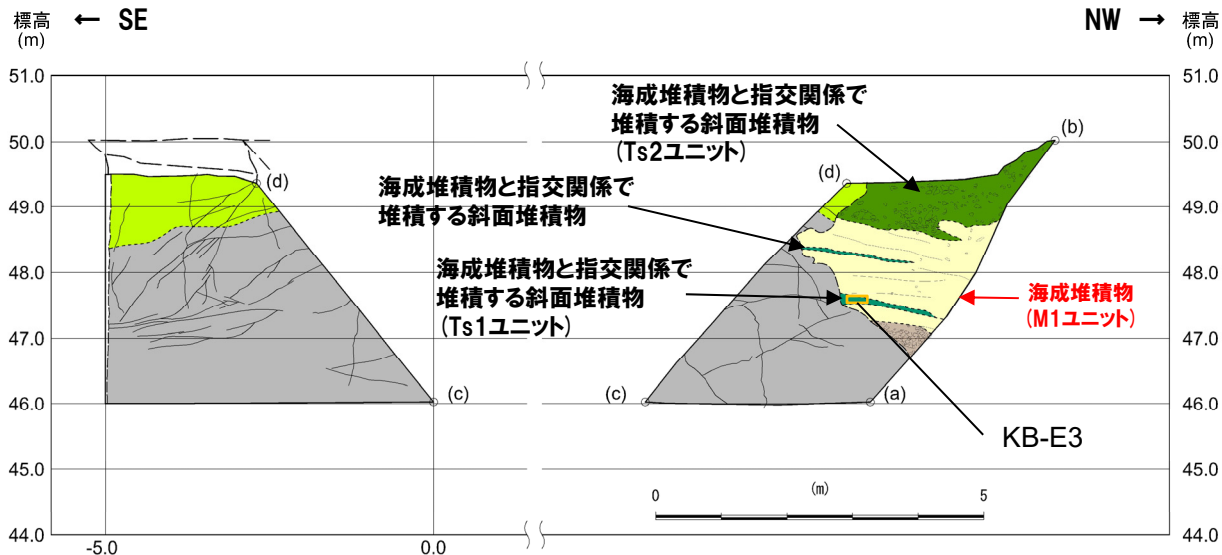 標高
(m)
← SE
NW →
標高
(m)
51.0
50.0
49.0
48.0
47.0
46.0
45.0
44.0
-5.0
0.0
(d)
(c)
海成堆積物と指交関係で
堆積する斜面堆積物
(Ts2ユニット)
海成堆積物と指交関係で
堆積する斜面堆積物
海成堆積物と指交関係で
堆積する斜面堆積物
(Ts1ユニット)
(b)
(d)
海成堆積物
(M1ユニット)
(c)
(a)
KB-E3
0
(m)
5
51.0
50.0
49.0
48.0
47.0
46.0
45.0
44.0